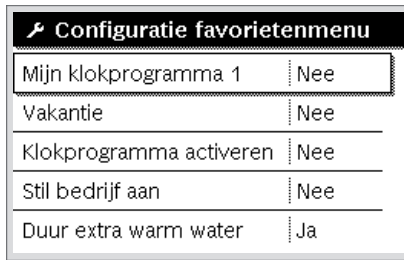 Configuratie favorietenmenu
Mijn klokprogramma 1 Nee
Vakantie Nee
Klokprogramma activeren Nee
Stil bedrijf aan Nee
Duur extra warm water Ja